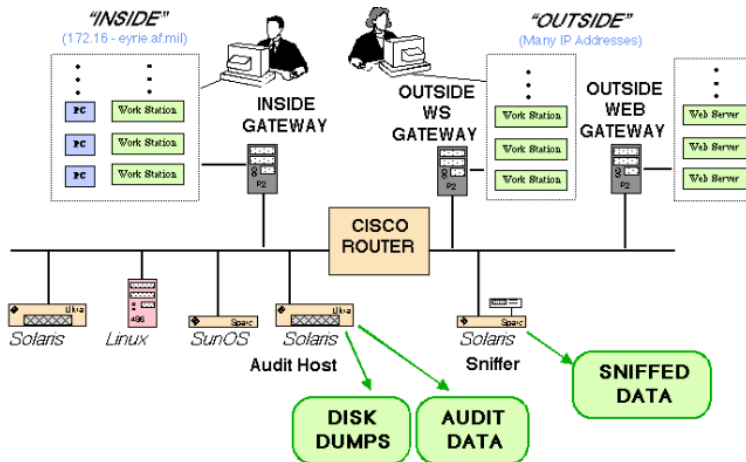 "INSIDE"
(172.16 - eyrie.af.mil)
"OUTSIDE"
(Many IP Addresses)
PC Work Station
PC Work Station
PC Work Station
INSIDE
GATEWAY
P2
OUTSIDE
WS
GATEWAY
P2
Work Station
Work Station
Work Station
OUTSIDE
WEB
GATEWAY
P2
Web Server
Web Server
Web Server
CISCO
ROUTER
Ultra
Solaris
486
Linux
Sparc
SunOS
Ultra
Solaris
Audit Host
Sparc
Solaris
Sniffer
DISK
DUMPS
AUDIT
DATA
SNIFFED
DATA